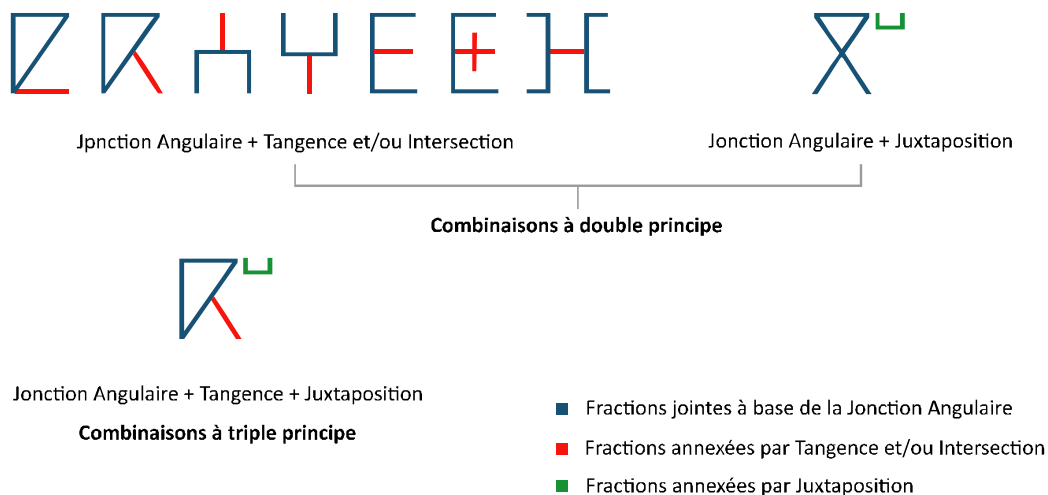 Jpnction Angulaire + Tangence et/ou Intersection
Jonction Angulaire + Juxtaposition
Combinaisons à double principe
Jonction Angulaire + Tangence + Juxtaposition
Combinaisons à triple principe
Fractions jointes à base de la Jonction Angulaire
Fractions annexées par Tangence et/ou Intersection
Fractions annexées par Juxtaposition